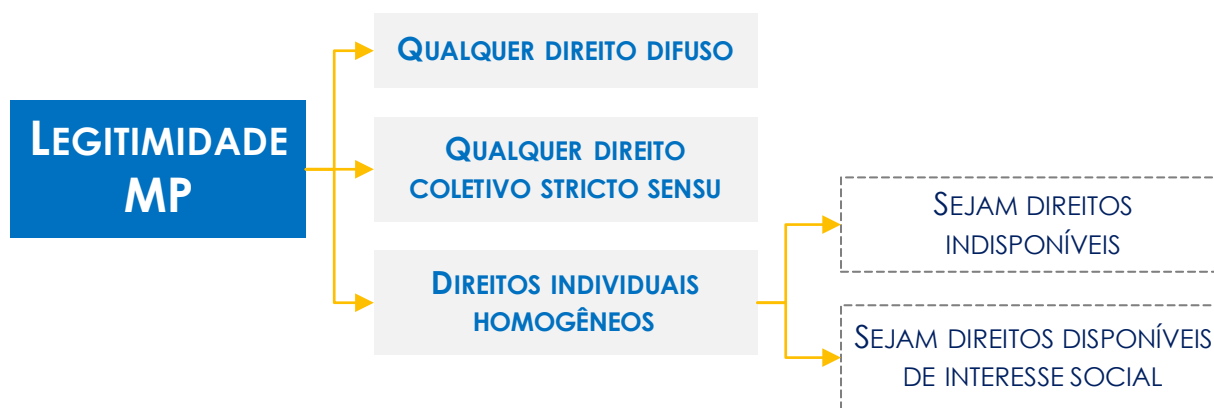 LEGITIMIDADE
MP
QUALQUER DIREITO DIFUSO
QUALQUER DIREITO
COLETIVO STRICTO SENSU
DIREITOS INDIVIDUAIS
HOMOGÊNEOS
SEJAM DIREITOS
INDISPONÍVEIS
SEJAM DIREITOS DISPONÍVEIS
DE INTERESSE SOCIAL